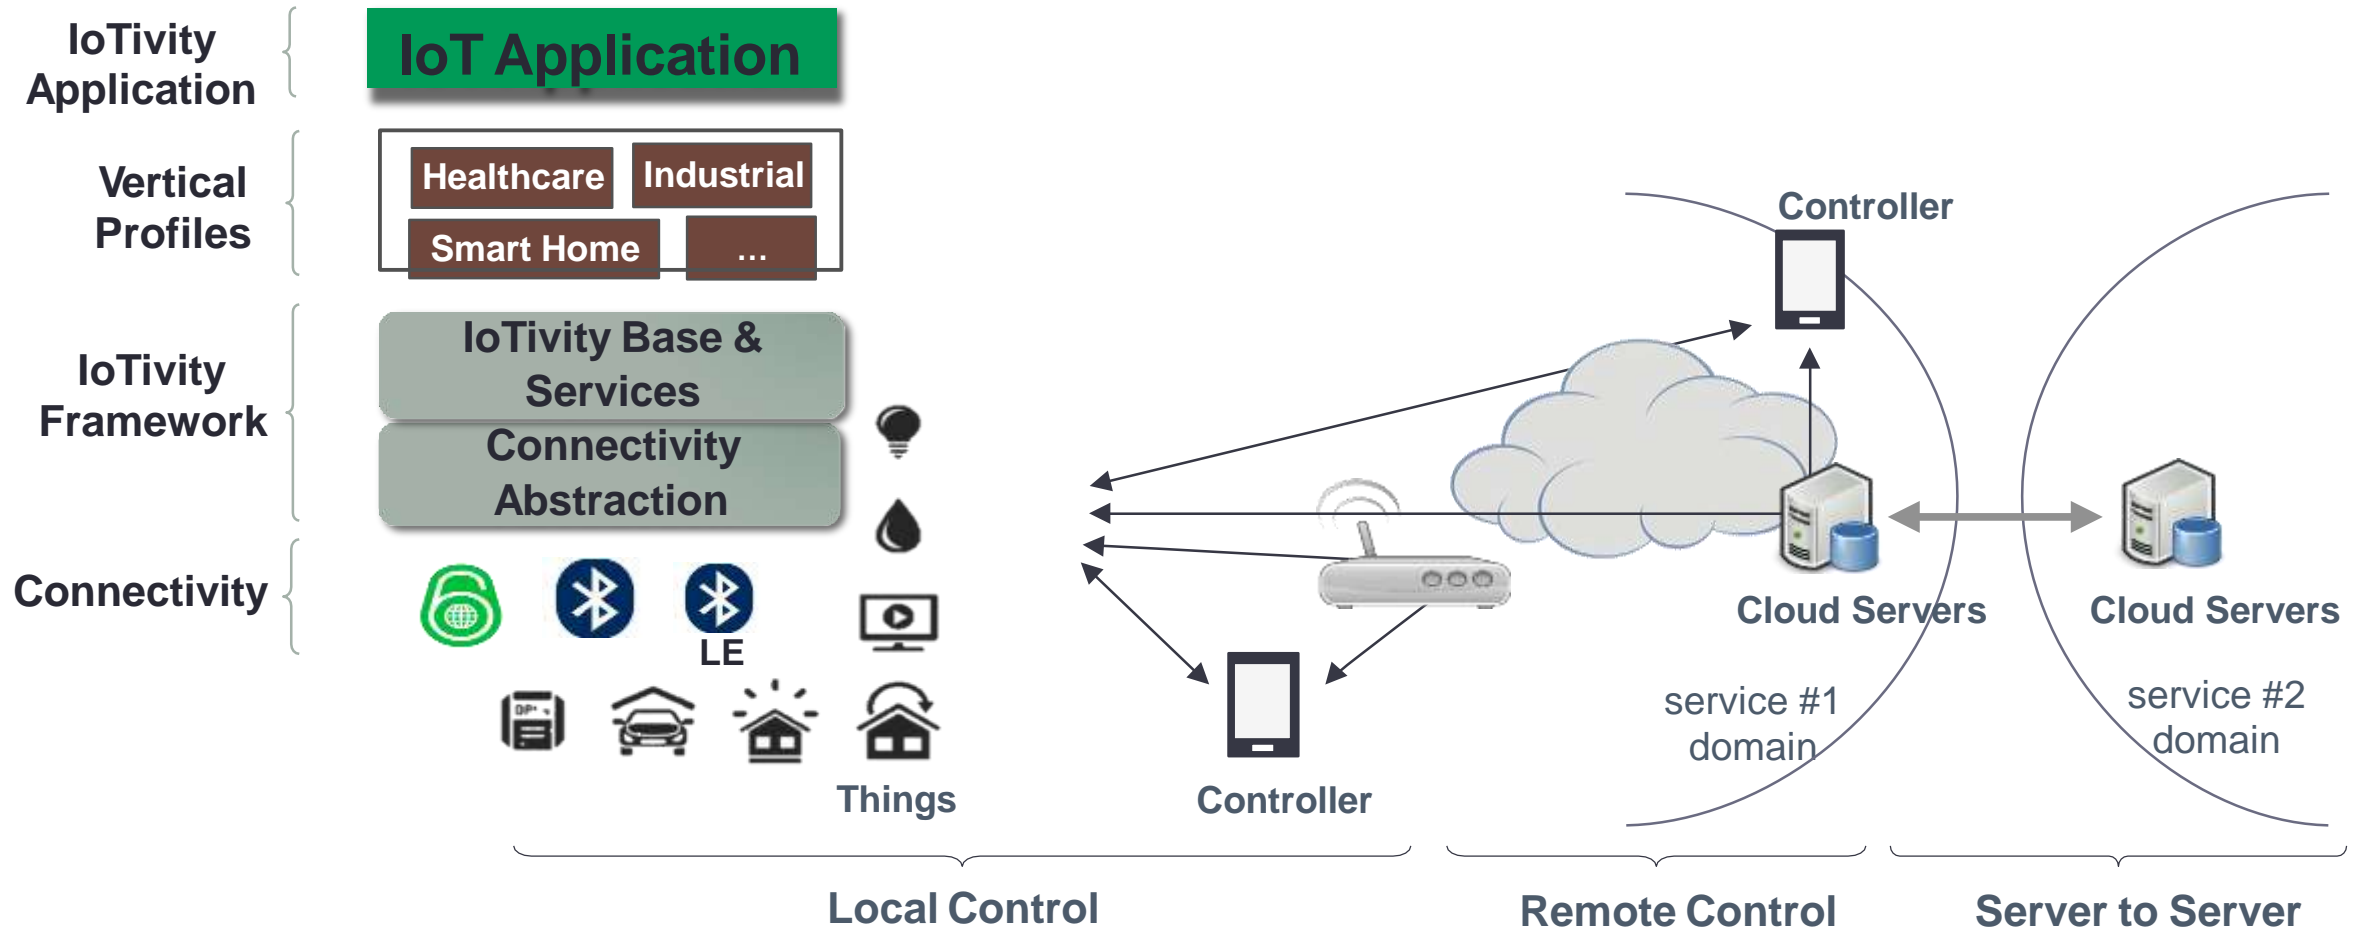 IoTivity
Application
IoT Application
Vertical
Profiles
Healthcare
Industrial
Smart Home
...
IoTivity
Framework
IoTivity Base &
Services
Connectivity
Abstraction
Connectivity
LE
Things
Controller
Controller
Cloud Servers
Cloud Servers
service #1
domain
service #2
domain
Local Control
Remote Control
Server to Server